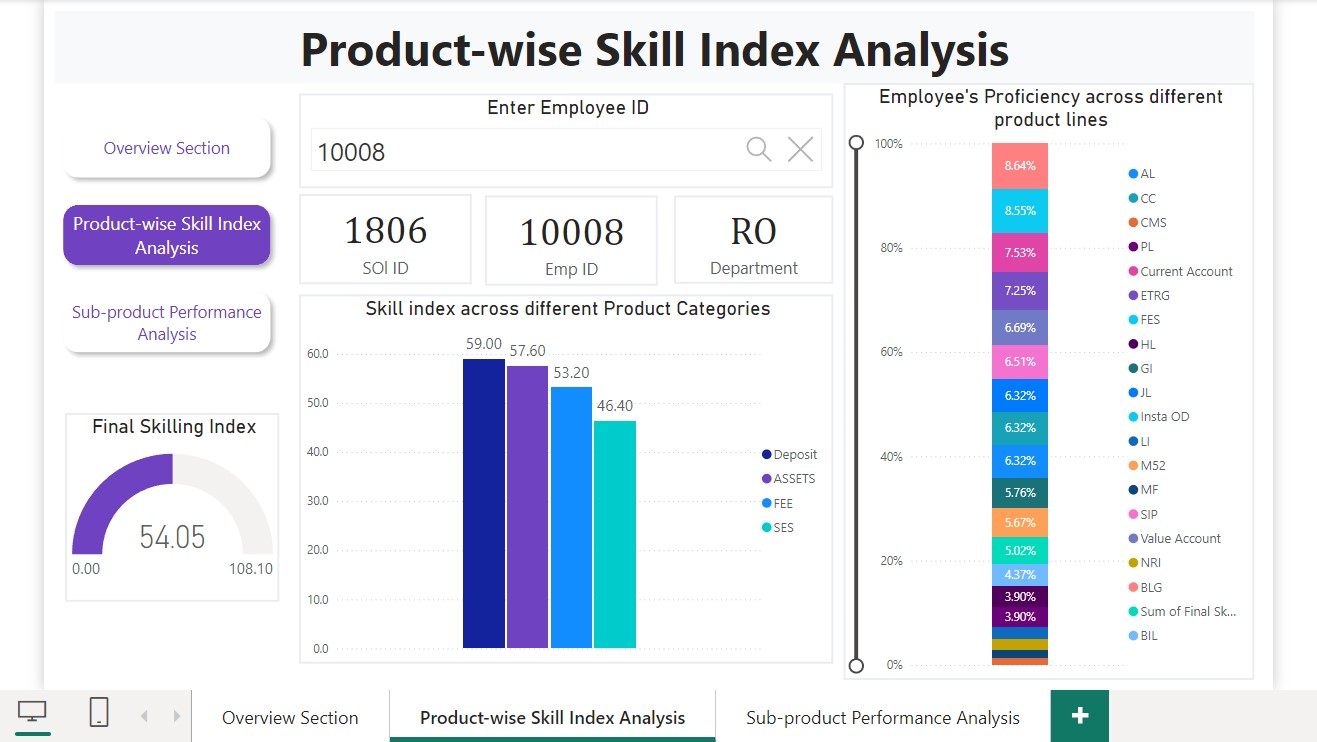 Product-wise Skill Index Analysis
Overview Section
Product-wise Skill Index
Analysis
Sub-product Performance
Analysis
Final Skilling Index
54.05
0.00
108.10
Enter Employee ID
10008
1806
SOl ID
10008
Emp ID
RO
Department
Skill index across different Product Categories
60.0
50.0
40.0
30.0
20.0
10.0
0.0
59.00
57.60
53.20
46.40
Deposit
ASSETS
FEE
SES
Employee's Proficiency across different
product lines
100%
80%
60%
40%
20%
0%
8.64%
8.55%
7.53%
7.25%
6.69%
6.51%
6.32%
6.32%
6.32%
5.76%
5.67%
5.02%
4.37%
3.90%
3.90%
AL
CC
CMS
PL
Current Account
ETRG
FES
HL
GI
JL
Insta OD
LI
M52
MF
SIP
Value Account
NRI
BLG
Sum of Final Sk...
BIL
Overview Section
Product-wise Skill Index Analysis
Sub-product Performance Analysis